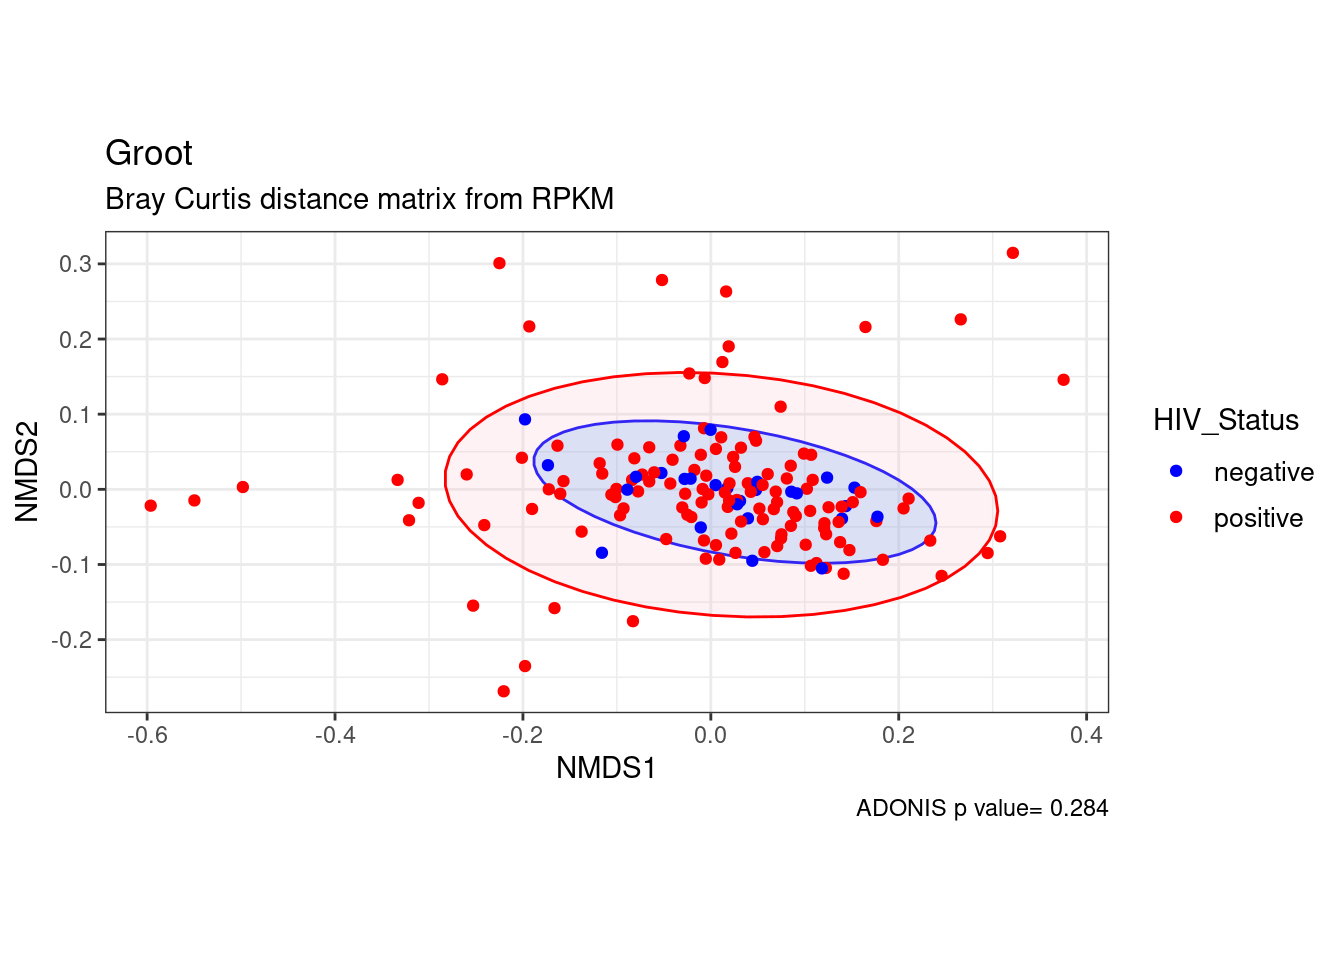 Groot
Bray Curtis distance matrix from RPKM
NMDS2
0.3
0.2
0.1
0.0
-0.1
-0.2
-0.6
-0.4
-0.2
0.0
0.2
0.4
NMDS1
HIV_Status
negative
positive
ADONIS p value= 0.284